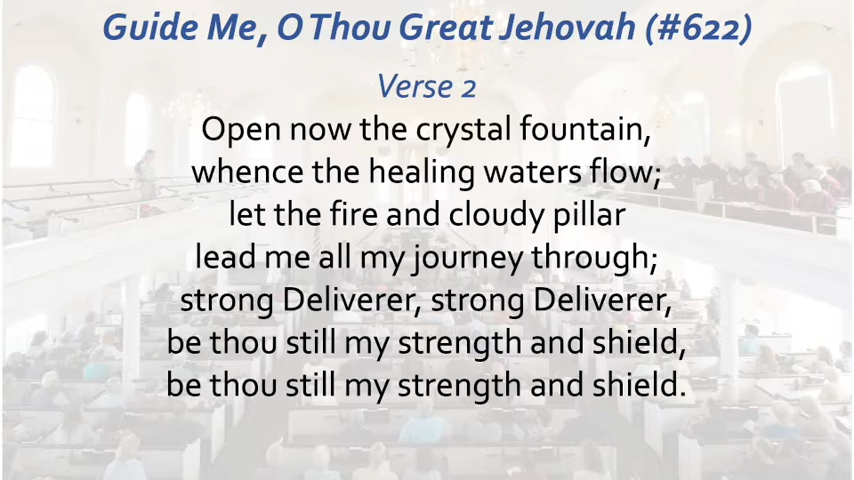 Guide Me, O Thou Great Jehovah (#622)
Verse 2
Open now the crystal fountain,
whence the healing waters flow;
let the fire and cloudy pillar
lead me all my journey through;
strong Deliverer, strong Deliverer,
be thou still my strength and shield,
be thou still my strength and shield.